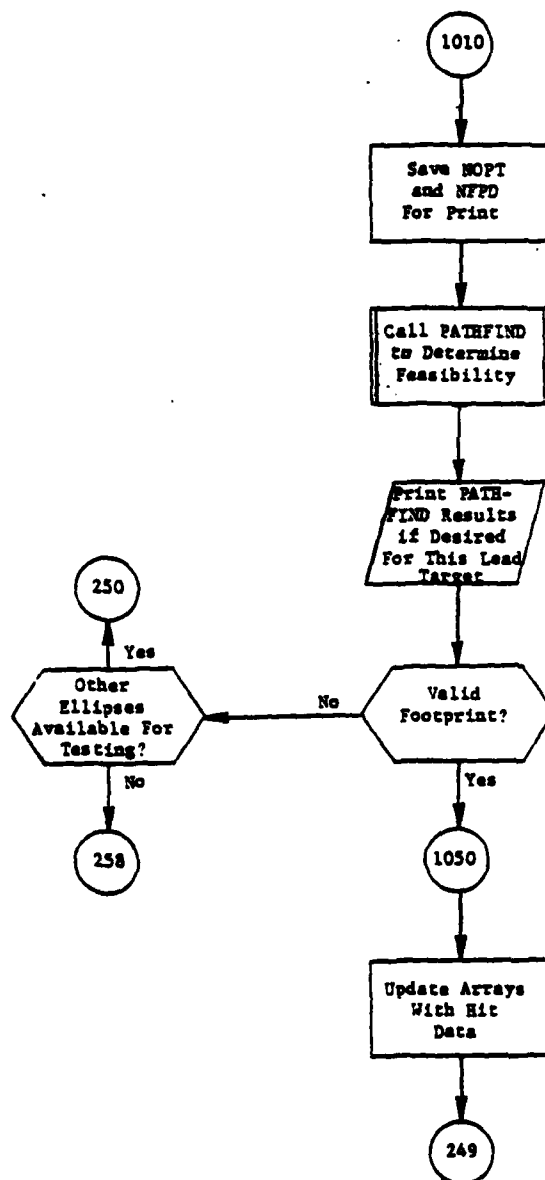 1010
Save NOPT
and NFPD
For Print
Call PATHFIND
to Determine
Feasibility
Print PATH-
FIND Results
if Desired
For This Lead
Target
250
Yes
Other
Ellipses
Available For
Testing?
No
Valid
Footprint?
No
Yes
258
1050
Update Arrays
With Hit
Data
249